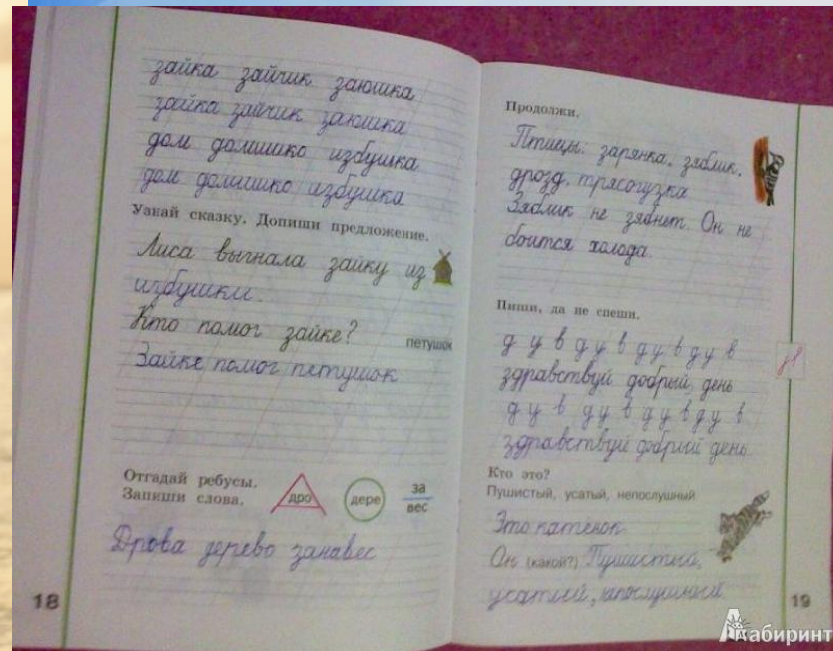 зайка зайчик заюшка
зайка зайчик заюшка
дом домишко избушка
дом домишко избушка
Узнай сказку. Допиши предложение.
Лиса выгнала зайку из
избушки.
Кто помог зайке? петушок
Зайке помог петушок
Отгадай ребусы.
Запиши слова.
дро дере за вес
Дрова дерево занавес
18
Продолжи.
Птицы: зарянка, зяблик,
дрозд, трясогузка
Зяблик не зябнет. Он не
боится холода.
Пиши, да не спеши.
д у в д у в д у в д у в
здравствуй добрый день
д у в д у в д у в д у в
здравствуй добрый день
Кто это?
Пушистый, усатый, непослушный.
Это катёнок
Он (какой?) Пушистый,
усатый, непослушный
19
Лабиринт